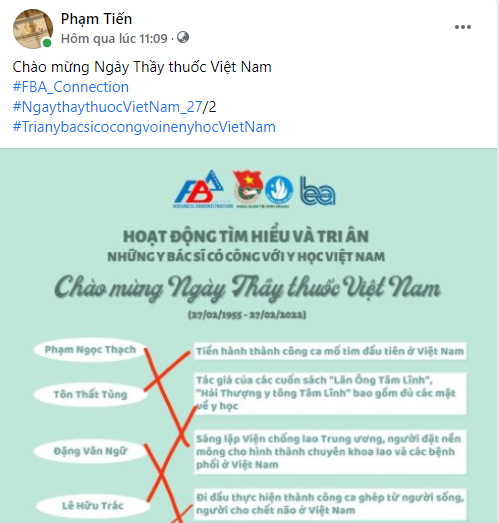 Phạm Tiến
Hôm qua lúc 11:09 ·
Chào mừng Ngày Thầy thuốc Việt Nam
#FBA_Connection
#NgaythaythuocVietNam_27/2
#TrianybacsicocongvoinenyhocVietNam
FBA
BUSINESS ADMINISTRATION
ba
HOẠT ĐỘNG TÌM HIỂU VÀ TRI ÂN
NHỮNG Y BÁC SĨ CÓ CÔNG VỚI Y HỌC VIỆT NAM
Chào mừng Ngày Thầy thuốc Việt Nam
(27/02/1955 - 27/02/2022)
Phạm Ngọc Thạch
Tiến hành thành công ca mổ tim đầu tiên ở Việt Nam
Tôn Thất Tùng
Tác giả của các cuốn sách "Lãn Ông Tâm Lĩnh",
"Hải Thượng y tông Tâm Lĩnh" bao gồm đủ các mặt
về y học
Đặng Văn Ngữ
Sáng lập Viện chống lao Trung ương, người đặt nền
móng cho hình thành chuyên khoa lao và các bệnh
phổi ở Việt Nam
Lê Hữu Trác
Đi đầu thực hiện thành công ca ghép từ người sống,
người cho chết não ở Việt Nam